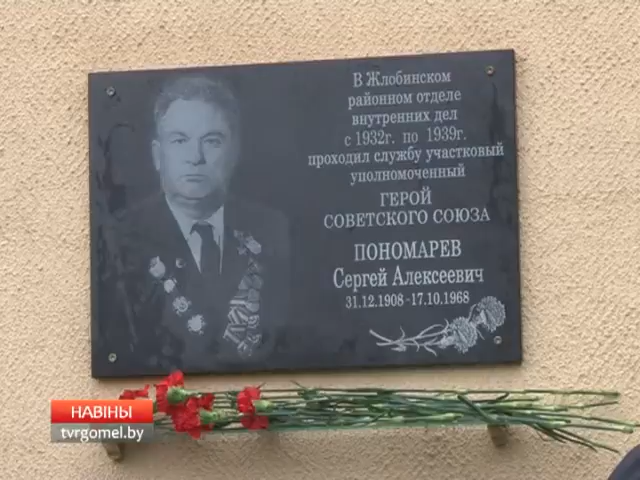 В Жлобинском
районном отделе
внутренних дел
с 1932г. по 1939г.
проходил службу участковый
уполномоченный
ГЕРОЙ
СОВЕТСКОГО СОЮЗА
ПОНОМАРЕВ
Сергей Алексеевич
31.12.1908 -17.10.1968
НАВІНЫ
tvrgomel.by